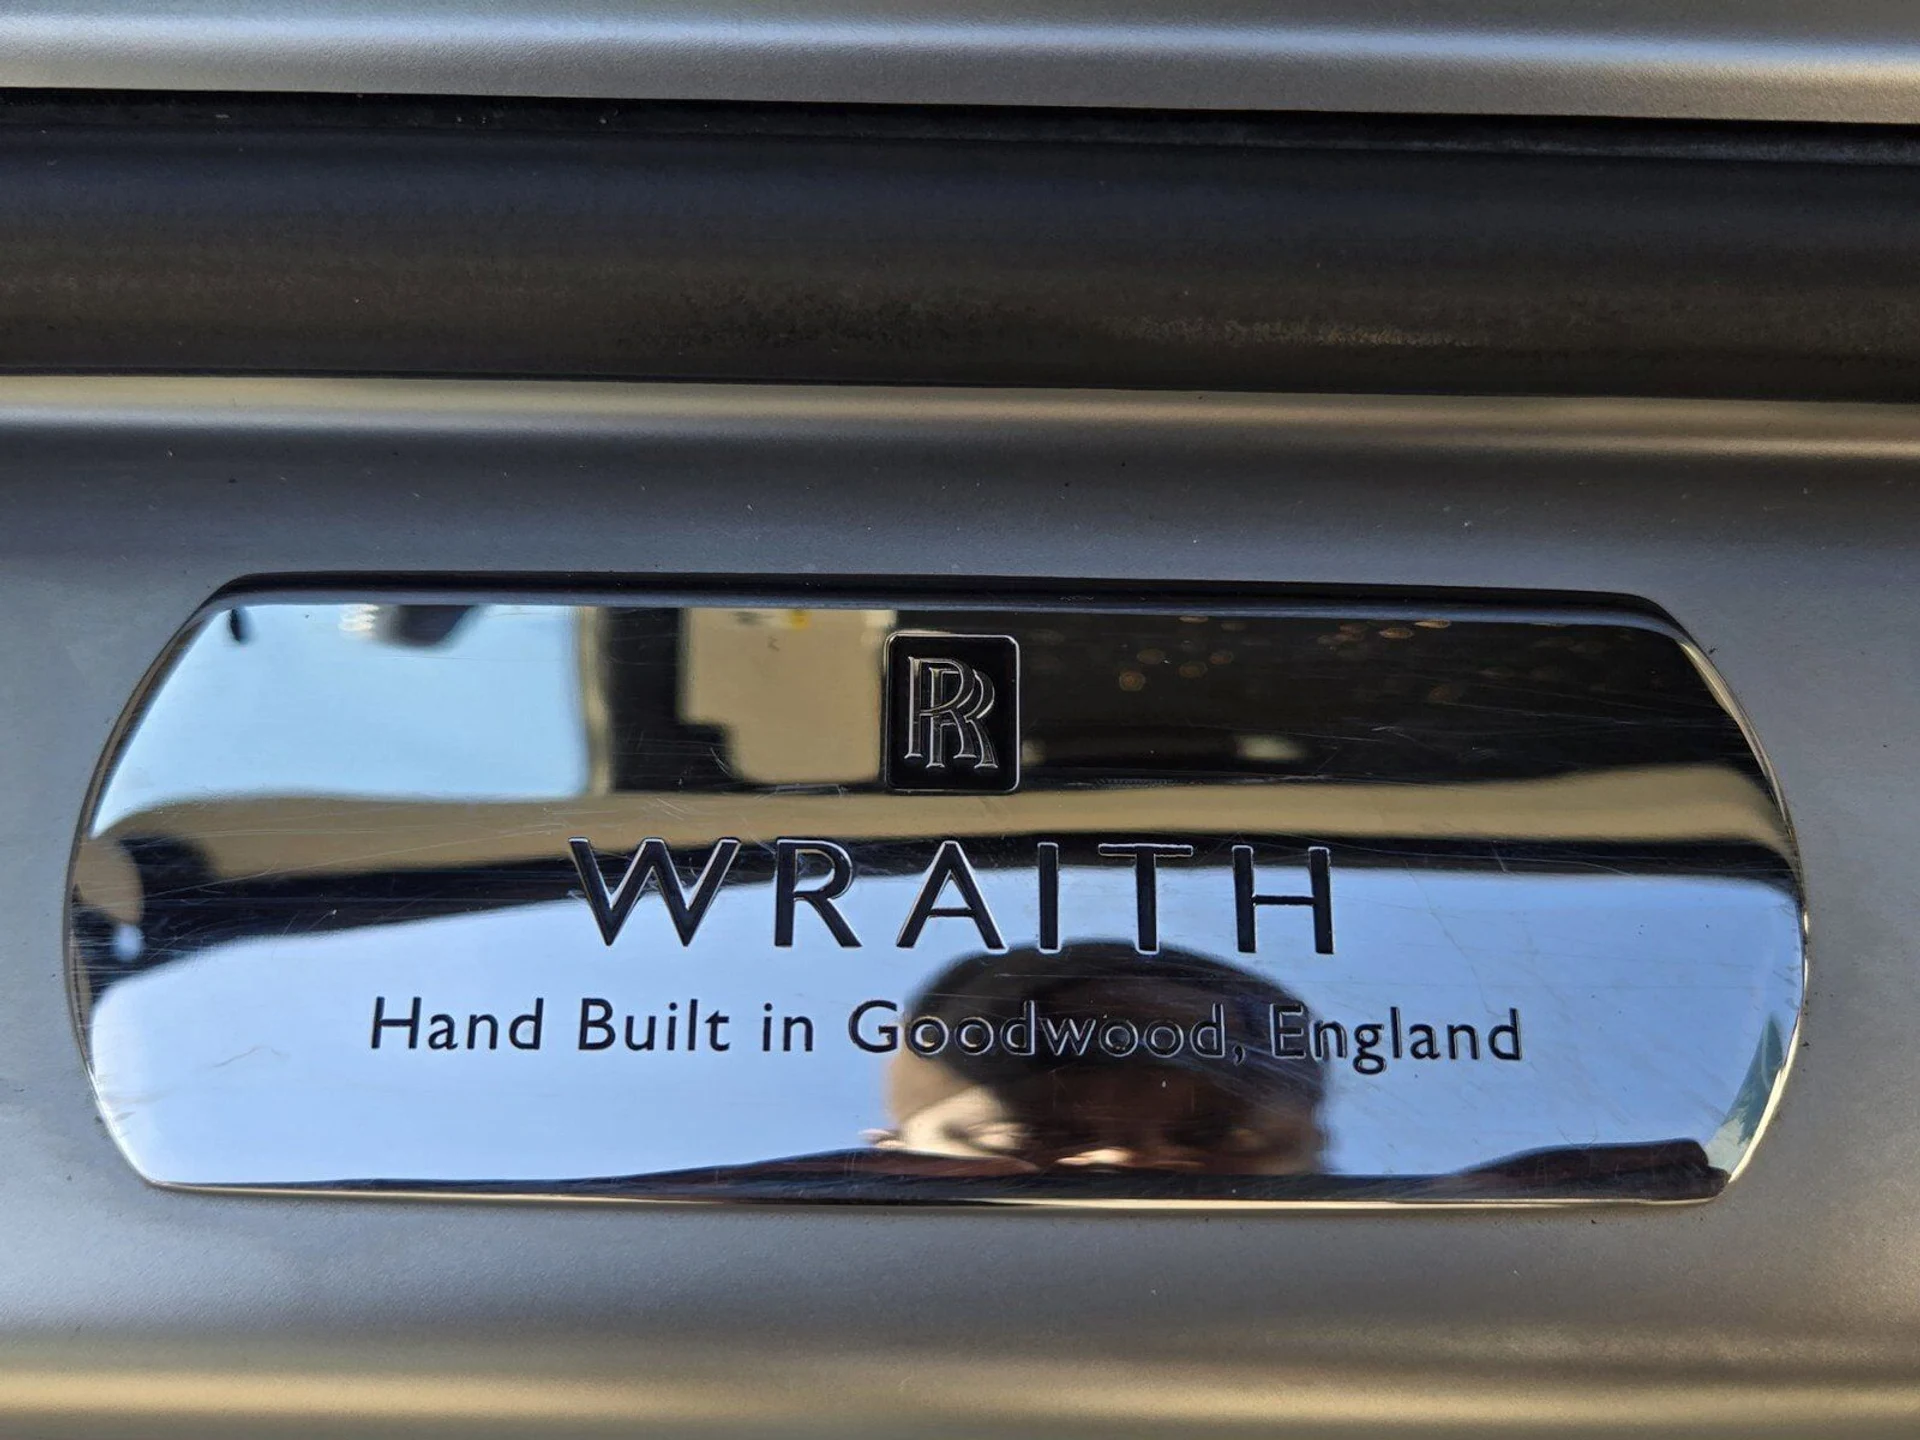 RR
WRAITH
Hand Built in Goodwood, England